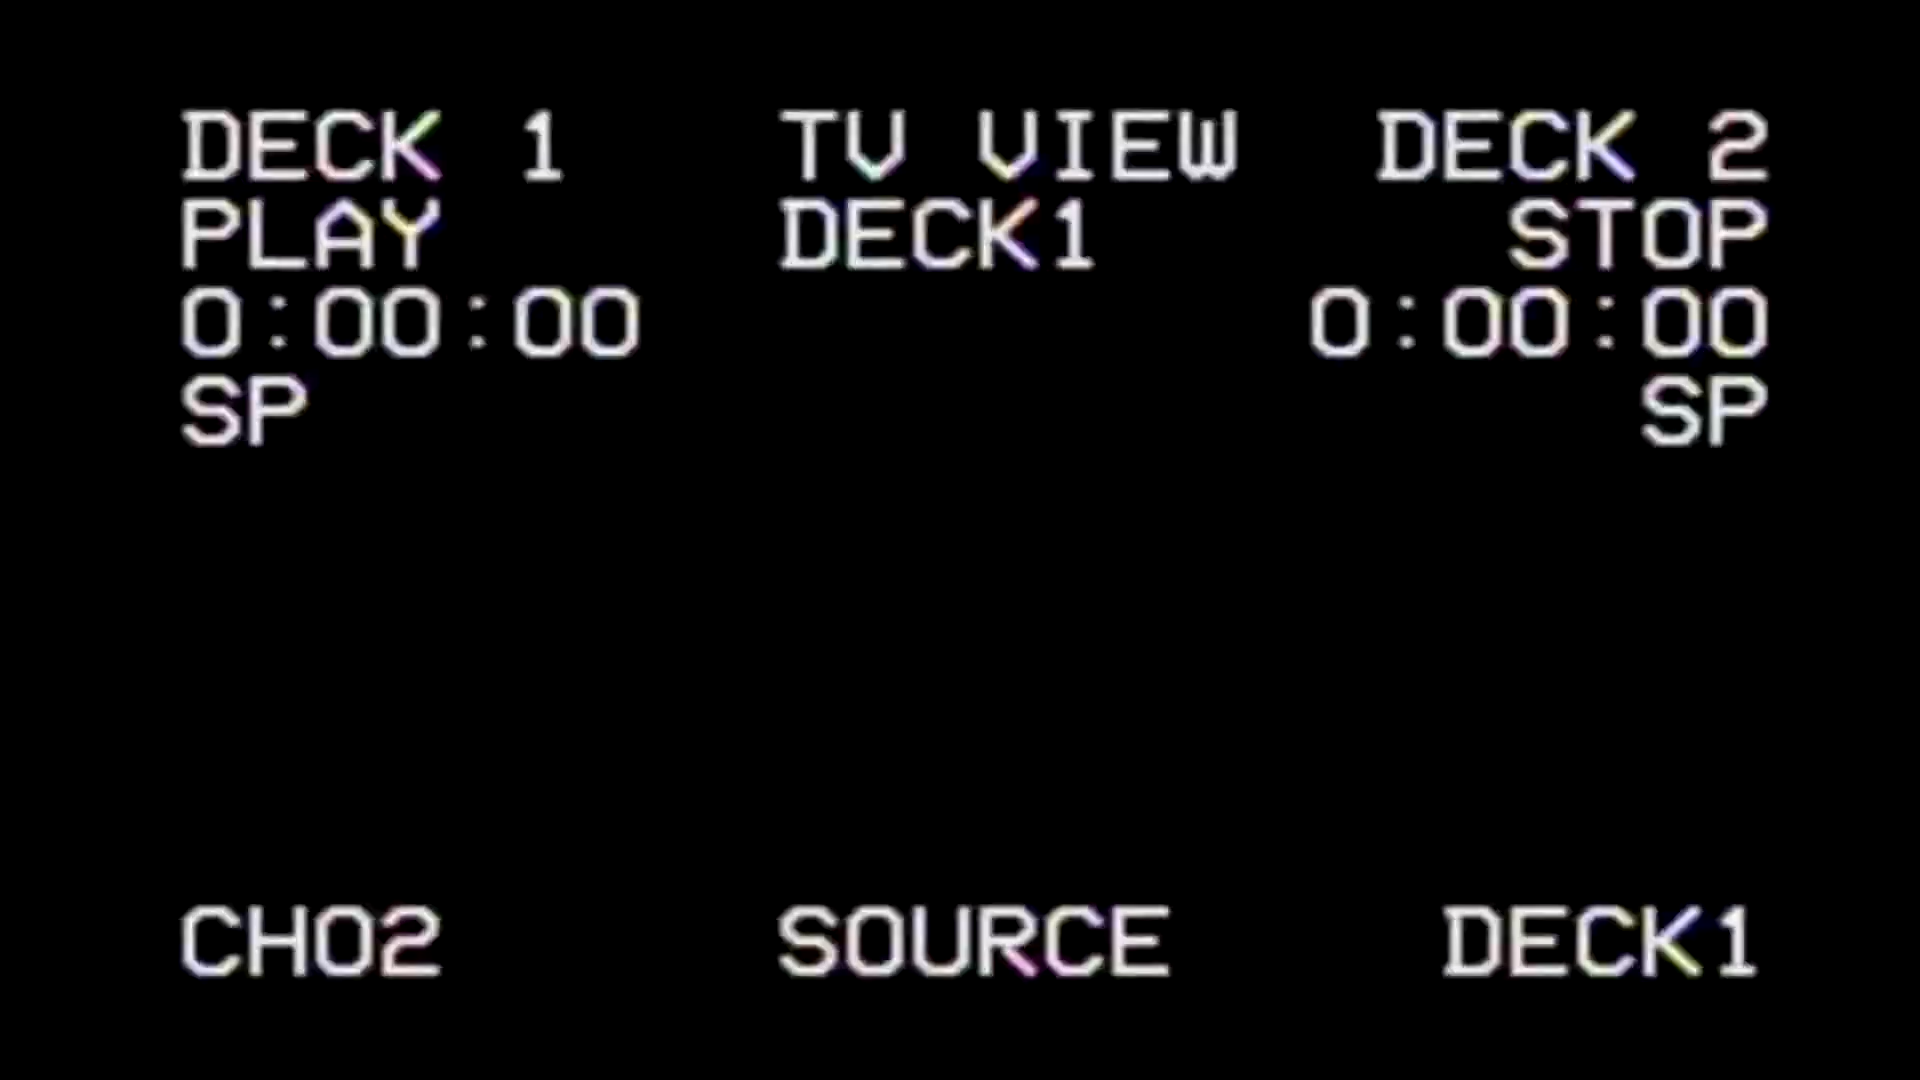 DECK 1 TV VIEW DECK 2
PLAY DECK1 STOP
0:00:00 0:00:00
SP SP
CH02 SOURCE DECK1